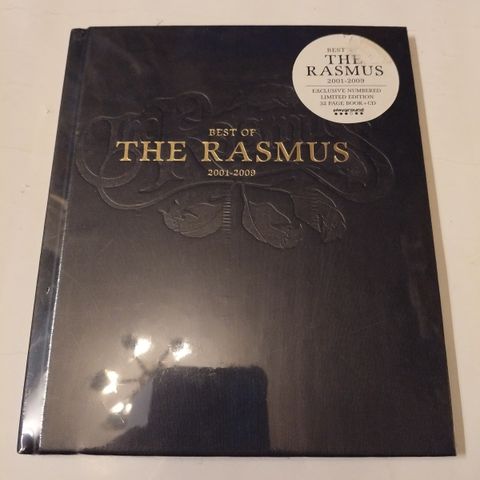 BEST
THE
RASMUS
2001-2009
EXCLUSIVE NUMBERED
LIMITED EDITION
32 PAGE BOOK+CD
playground
BEST OF
THE RASMUS
2001-2009